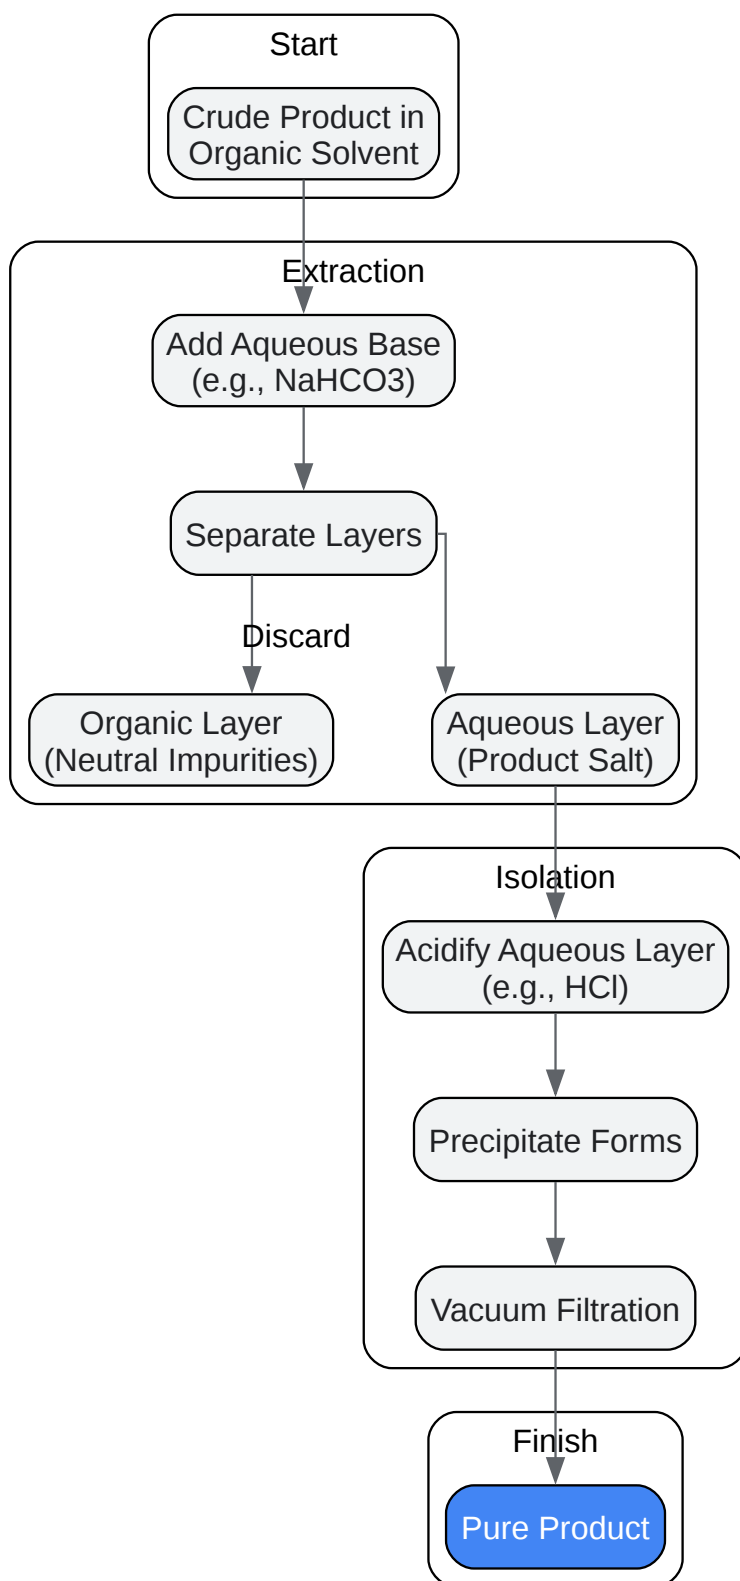 Start
Crude Product in
Organic Solvent
Extraction
Add Aqueous Base
(e.g., NaHCO3)
Separate Layers
Discard
Organic Layer
(Neutral Impurities)
Aqueous Layer
(Product Salt)
Isolation
Acidify Aqueous Layer
(e.g., HCl)
Precipitate Forms
Vacuum Filtration
Finish
Pure Product